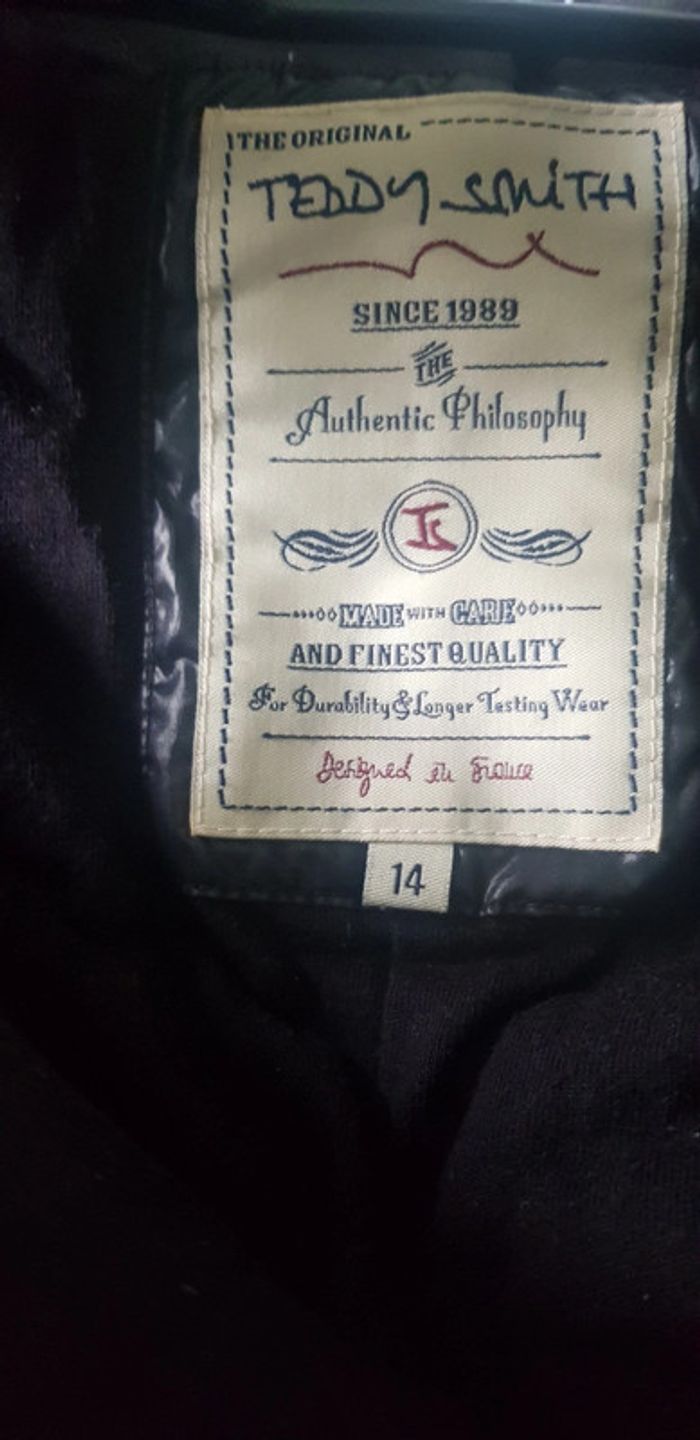 THE ORIGINAL
TEDDY SMITH
SINCE 1989
THE
Authentic Philosophy
TS
MADE WITH CARE
AND FINEST QUALITY
For Durability & Longer Testing Wear
Designed in France
14